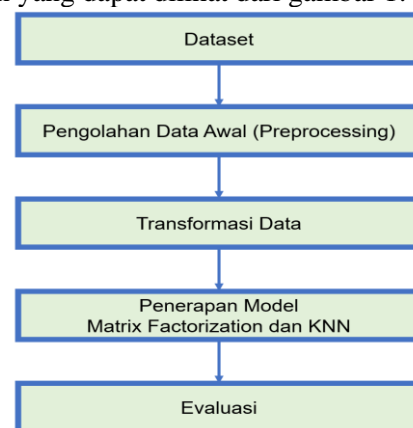 yang dapat dilihat dari gambar 1.
Dataset
Pengolahan Data Awal (Preprocessing)
Transformasi Data
Penerapan Model
Matrix Factorization dan KNN
Evaluasi